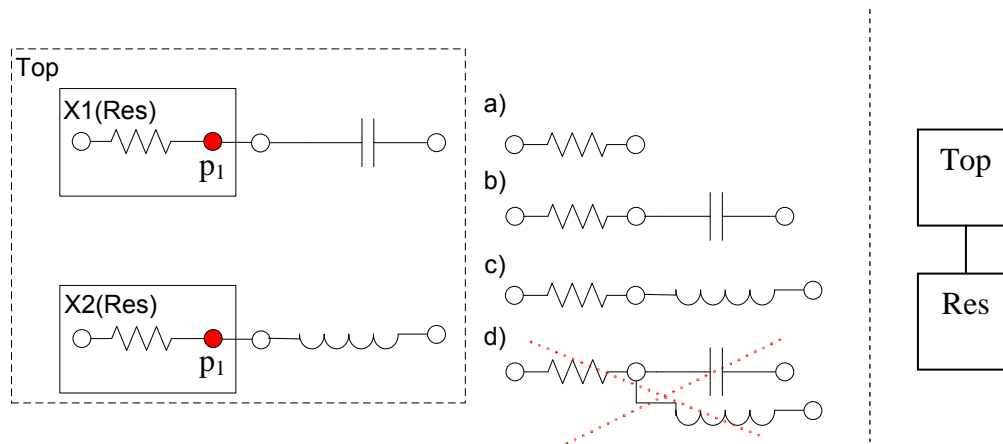 Top
X1(Res)
p₁
X2(Res)
p₁
a)
b)
c)
d)
Top
Res